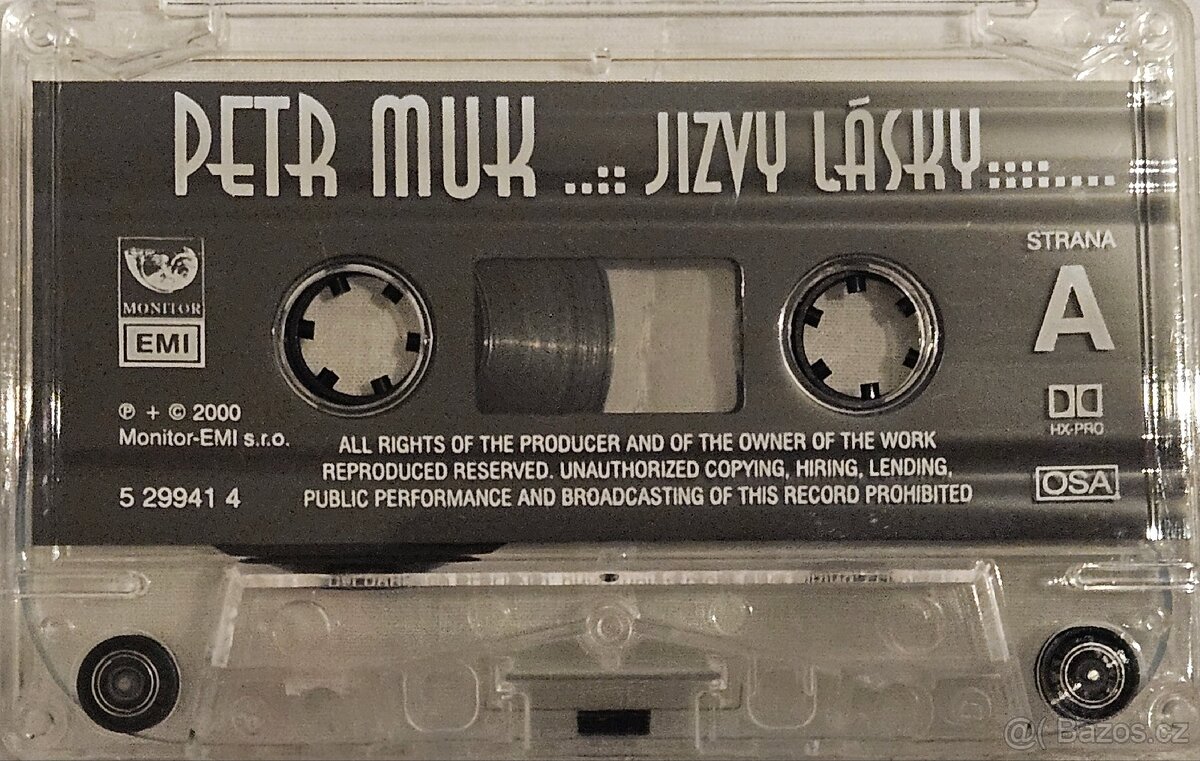 PETR MUK ..:: JIZVY LÁSKY::::....
STRANA
A
MONITOR
EMI
℗ + © 2000
Monitor-EMI s.r.o.
5 29941 4
ALL RIGHTS OF THE PRODUCER AND OF THE OWNER OF THE WORK
REPRODUCED RESERVED. UNAUTHORIZED COPYING, HIRING, LENDING,
PUBLIC PERFORMANCE AND BROADCASTING OF THIS RECORD PROHIBITED
HX-PRO
OSA
@( Bazos.cz